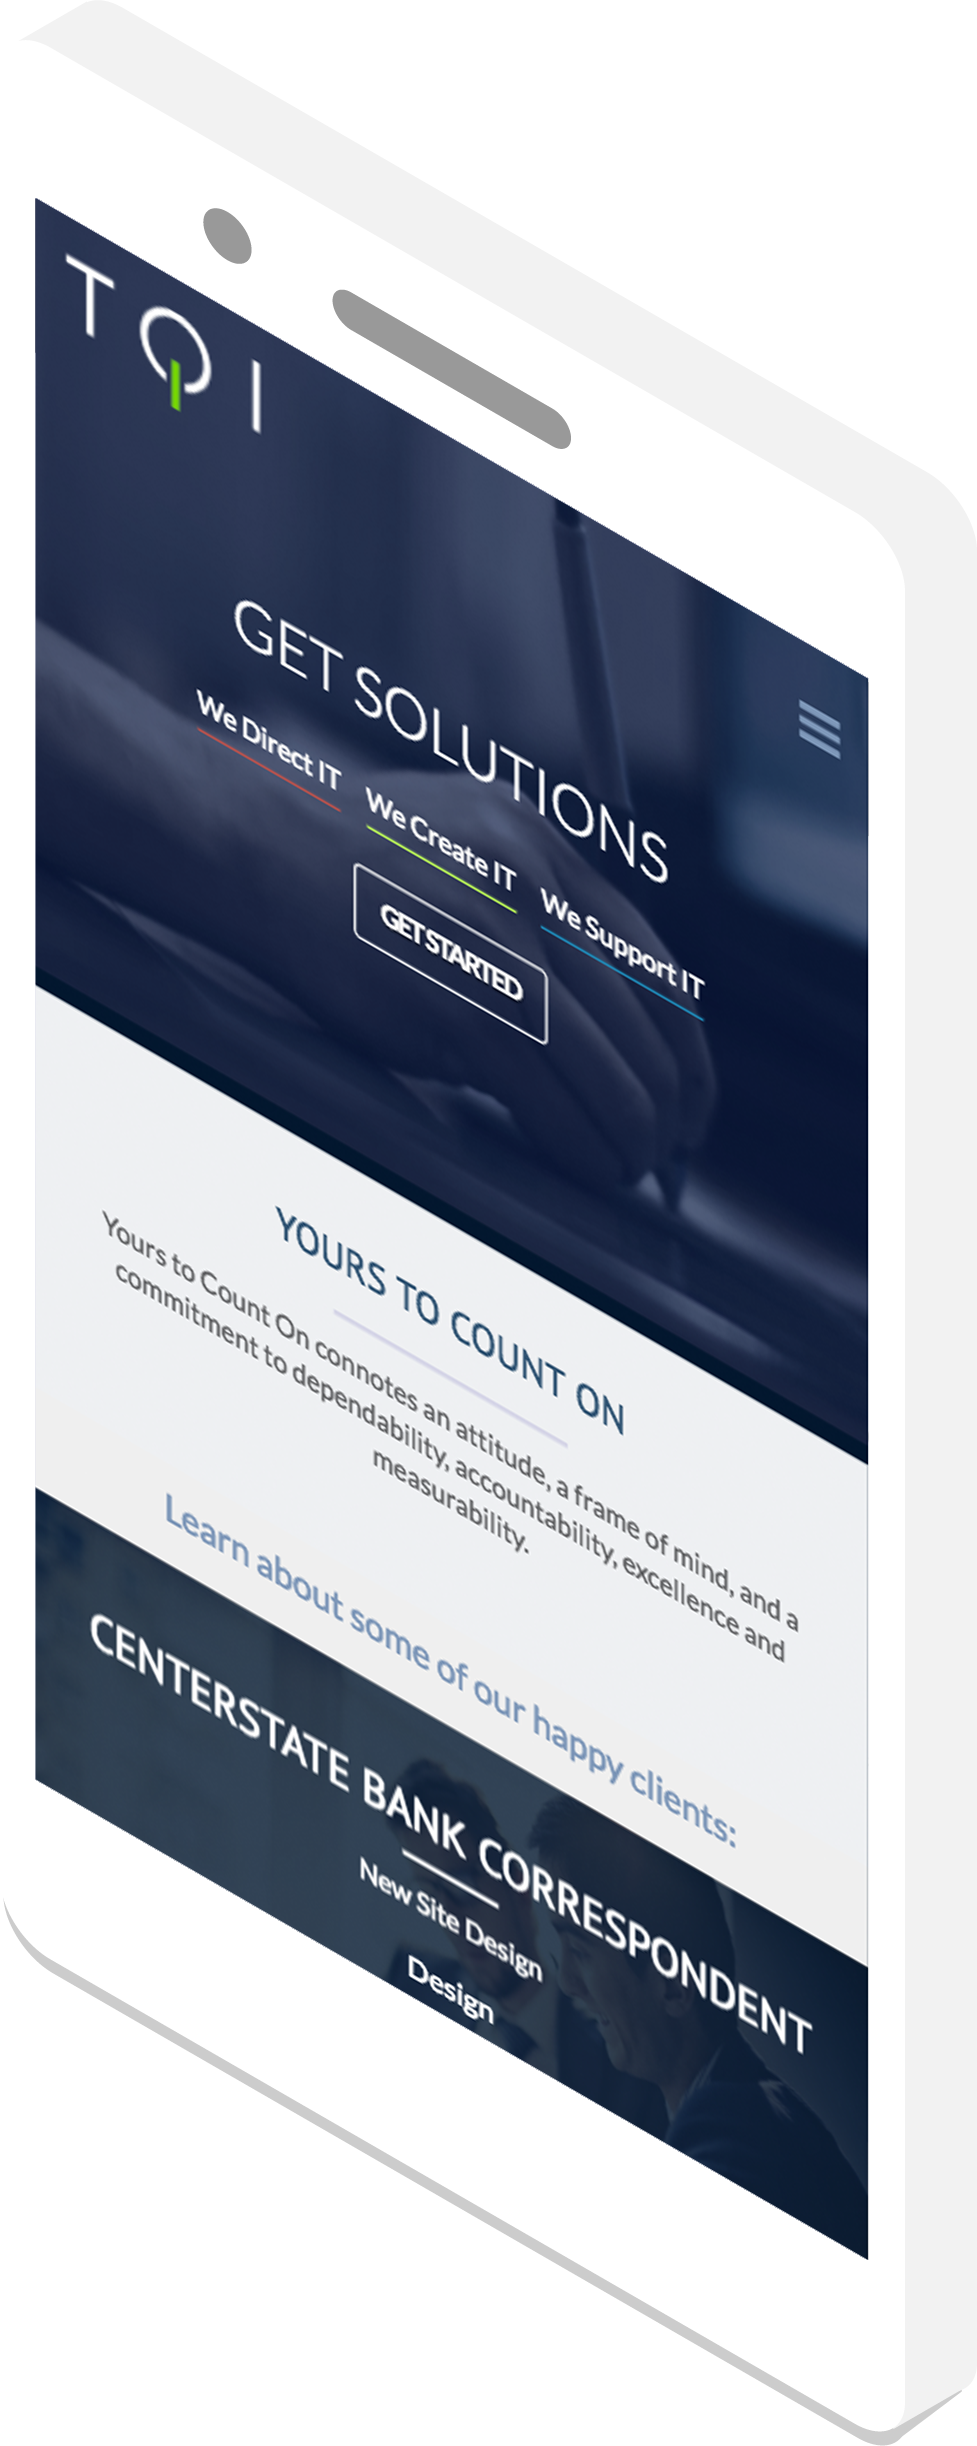 TQI
GET SOLUTIONS
We Direct IT We Create IT We Support IT
GET STARTED
YOURS TO COUNT ON
Yours to Count On connotes an attitude, a frame of mind, and a
commitment to dependability, accountability, excellence and
measurability.
Learn about some of our happy clients:
CENTERSTATE BANK CORRESPONDENT
New Site Design
Design